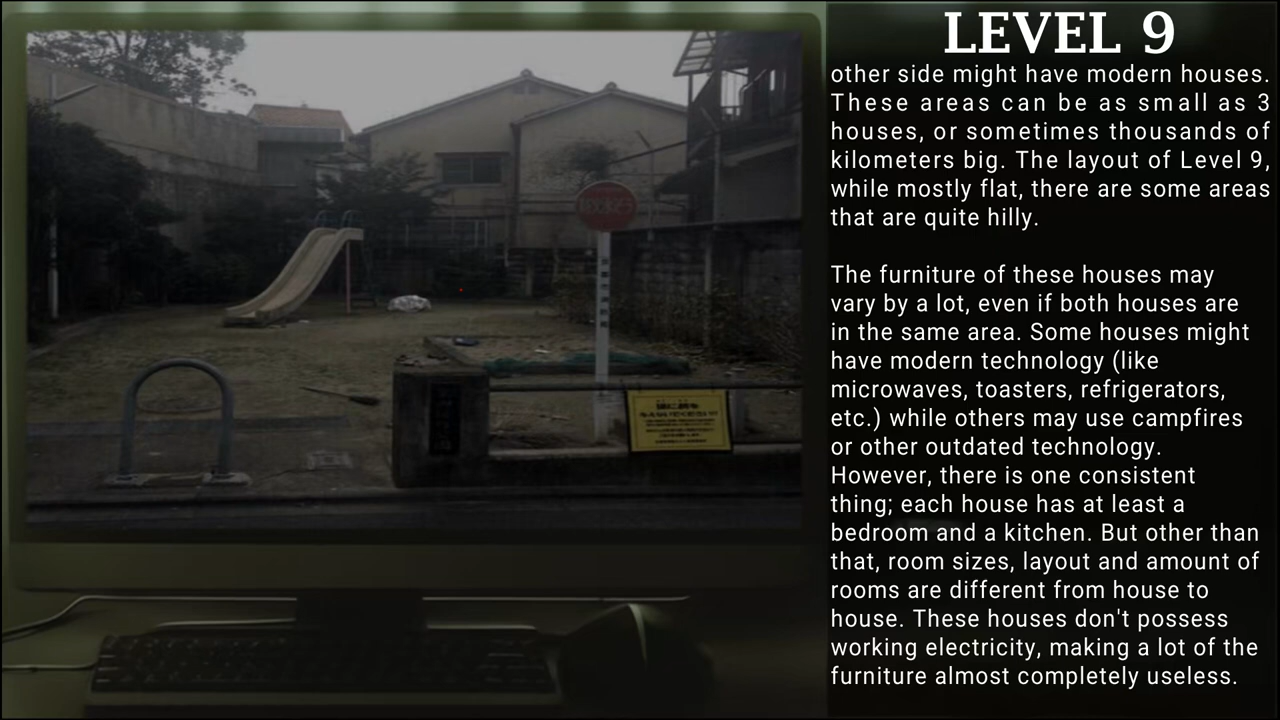 LEVEL 9
other side might have modern houses.
These areas can be as small as 3
houses, or sometimes thousands of
kilometers big. The layout of Level 9,
while mostly flat, there are some areas
that are quite hilly.
The furniture of these houses may
vary by a lot, even if both houses are
in the same area. Some houses might
have modern technology (like
microwaves, toasters, refrigerators,
etc.) while others may use campfires
or other outdated technology.
However, there is one consistent
thing; each house has at least a
bedroom and a kitchen. But other than
that, room sizes, layout and amount of
rooms are different from house to
house. These houses don't possess
working electricity, making a lot of the
furniture almost completely useless.